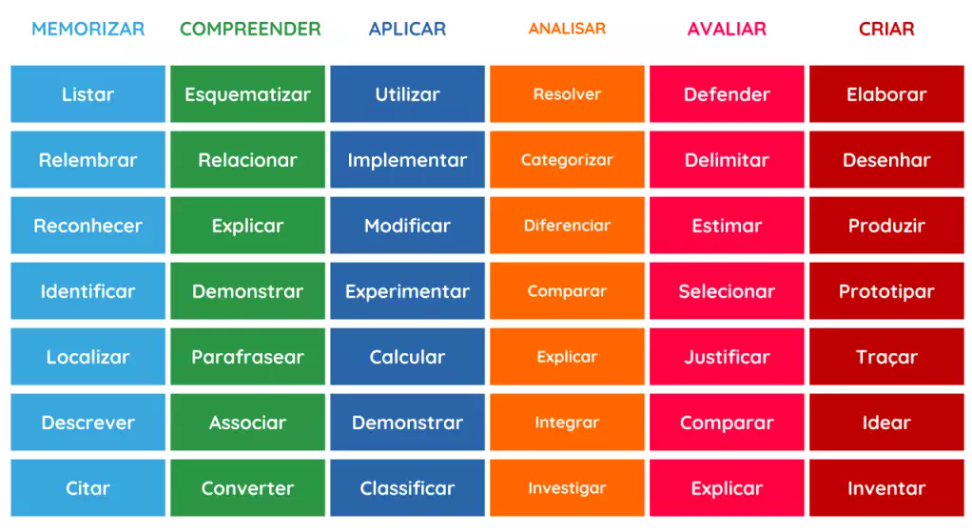 MEMORIZAR COMPREENDER APLICAR ANALISAR AVALIAR CRIAR
Listar Esquematizar Utilizar Resolver Defender Elaborar
Relembrar Relacionar Implementar Categorizar Delimitar Desenhar
Reconhecer Explicar Modificar Diferenciar Estimar Produzir
Identificar Demonstrar Experimentar Comparar Selecionar Prototipar
Localizar Parafrasear Calcular Explicar Justificar Traçar
Descrever Associar Demonstrar Integrar Comparar Idear
Citar Converter Classificar Investigar Explicar Inventar